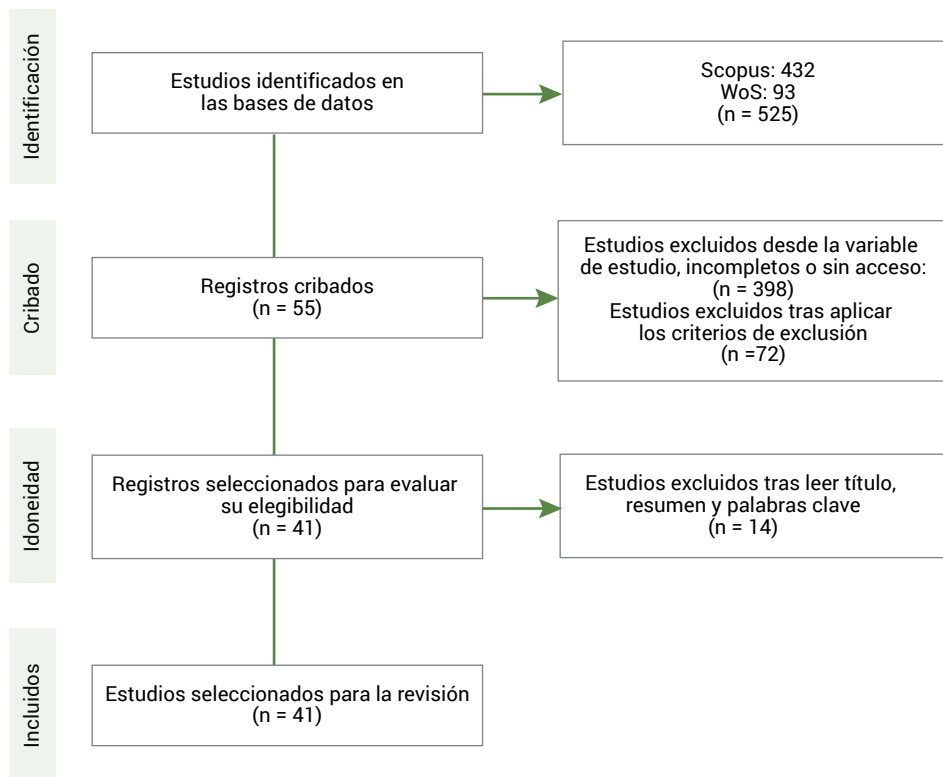 Identificación
Estudios identificados en
las bases de datos
Scopus: 432
WoS: 93
(n = 525)
Cribado
Registros cribados
(n = 55)
Estudios excluidos desde la variable
de estudio, incompletos o sin acceso:
(n = 398)
Estudios excluidos tras aplicar
los criterios de exclusión
(n =72)
Idoneidad
Registros seleccionados para evaluar
su elegibilidad
(n = 41)
Estudios excluidos tras leer título,
resumen y palabras clave
(n = 14)
Incluidos
Estudios seleccionados para la revisión
(n = 41)